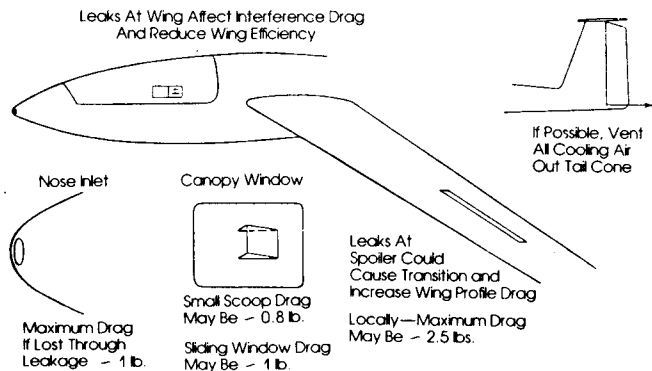 Leaks At Wing Affect Interference Drag
And Reduce Wing Efficiency
If Possible, Vent
All Cooling Air
Out Tail Cone
Nose Inlet
Canopy Window
Leaks At
Spoiler Could
Cause Transition and
Increase Wing Profile Drag
Small Scoop Drag
May Be - 0.8 lb.
Locally—Maximum Drag
May Be - 2.5 lbs.
Maximum Drag
If Lost Through
Leakage - 1 lb.
Sliding Window Drag
May Be - 1 lb.